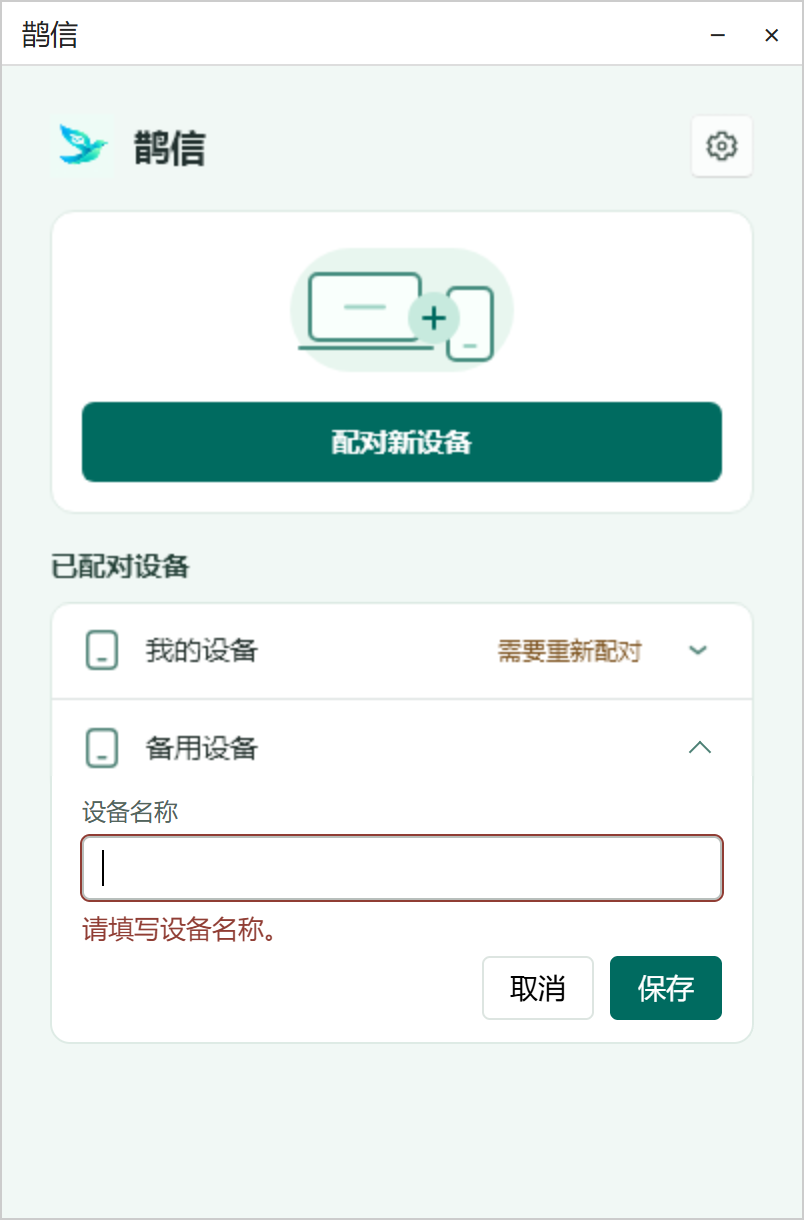 鹊信
鹊信
配对新设备
已配对设备
我的设备 需要重新配对
备用设备
设备名称
请填写设备名称。
取消 保存